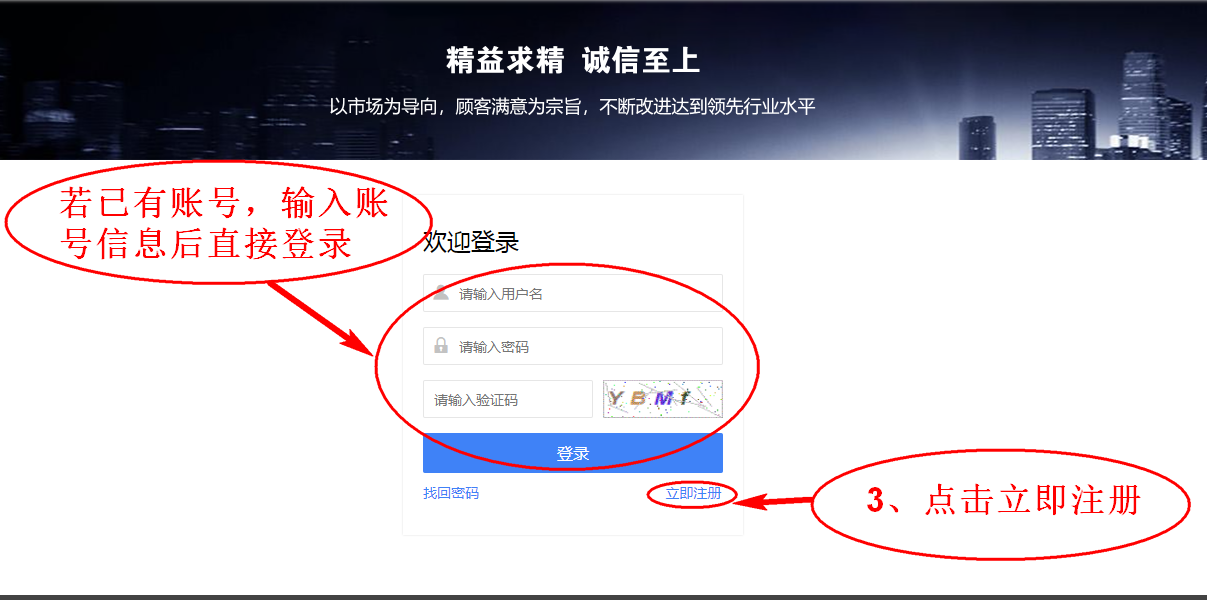 精益求精 诚信至上
以市场为导向，顾客满意为宗旨，不断改进达到领先行业水平
若已有账号，输入账
号信息后直接登录
欢迎登录
请输入用户名
请输入密码
请输入验证码 YBMf
登录
找回密码 立即注册
3、点击立即注册